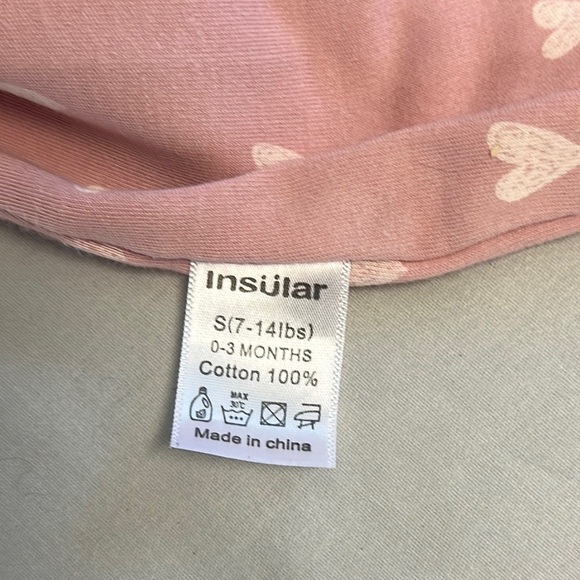 Insülar
S(7-14lbs)
0-3 MONTHS
Cotton 100%
MAX
30°C
Made in china